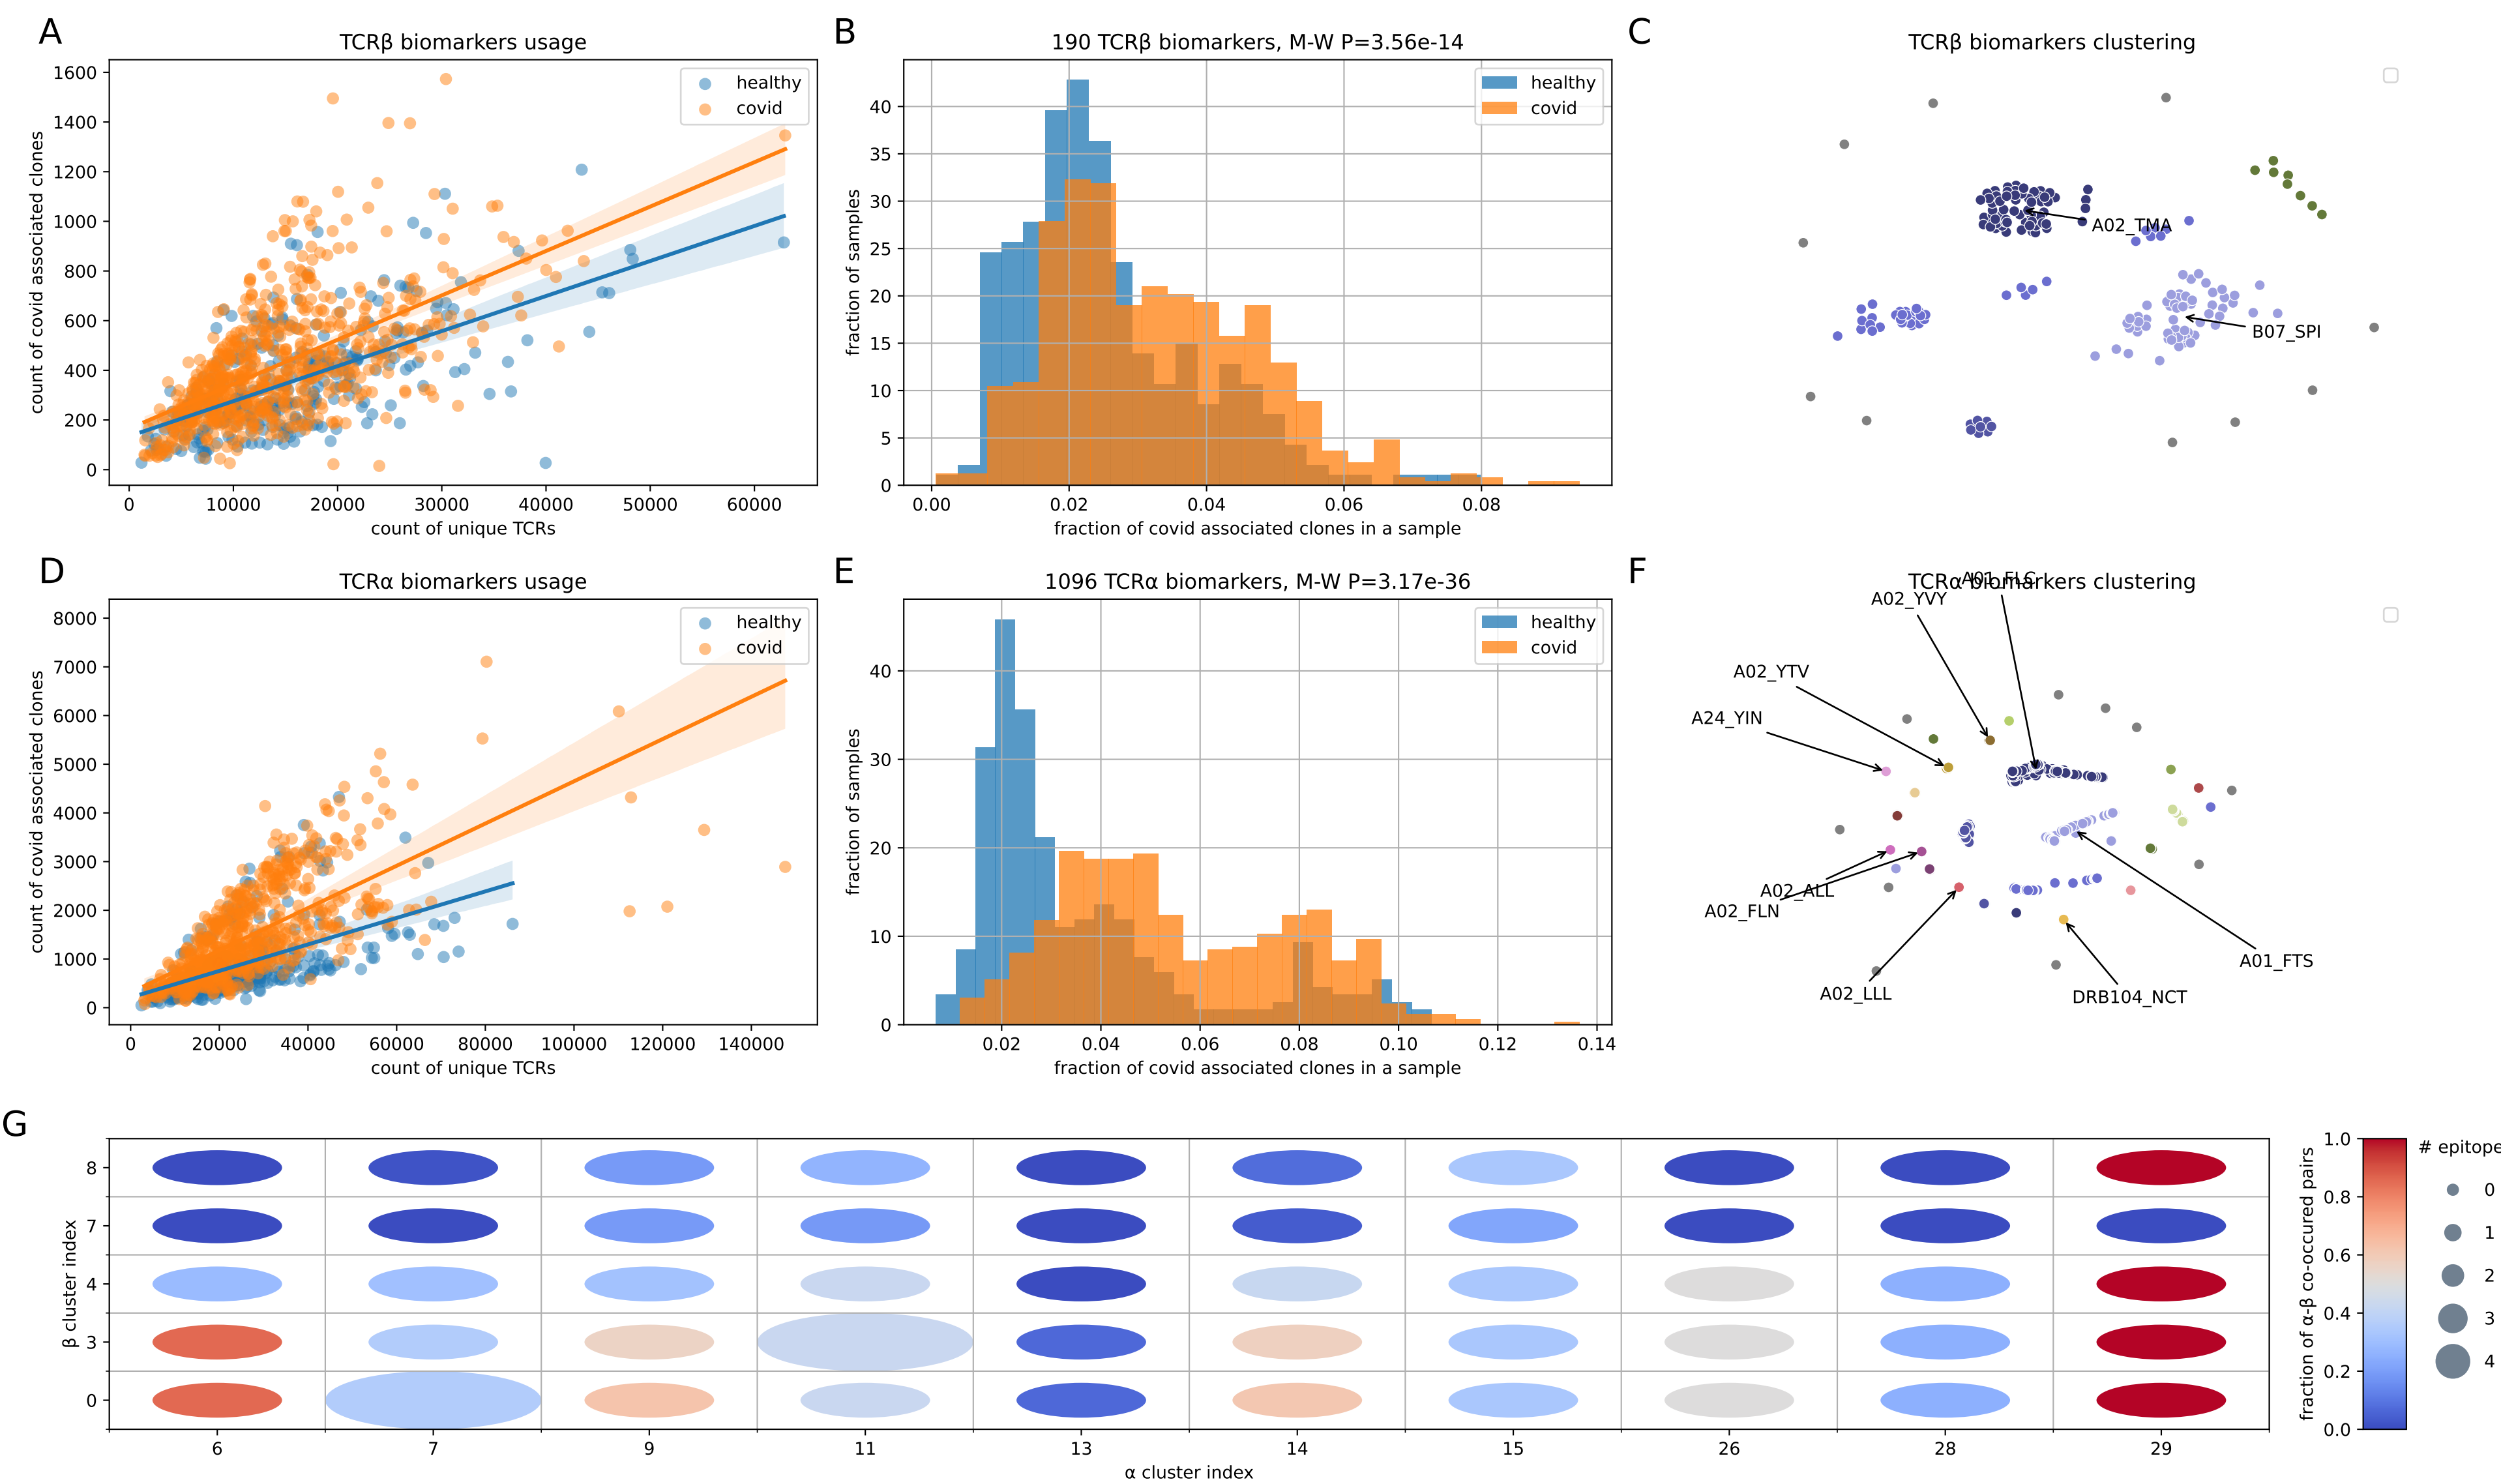 A
TCRβ biomarkers usage
healthy
covid
1600
1400
1200
1000
800
600
400
200
0
count of covid associated clones
0 10000 20000 30000 40000 50000 60000
count of unique TCRs
B
190 TCRβ biomarkers, M-W P=3.56e-14
healthy
covid
40
35
30
25
20
15
10
5
0
fraction of samples
0.00 0.02 0.04 0.06 0.08
fraction of covid associated clones in a sample
C
TCRβ biomarkers clustering
A02_TMA
B07_SPI
D
TCRα biomarkers usage
healthy
covid
8000
7000
6000
5000
4000
3000
2000
1000
0
count of covid associated clones
0 20000 40000 60000 80000 100000 120000 140000
count of unique TCRs
E
1096 TCRα biomarkers, M-W P=3.17e-36
healthy
covid
40
30
20
10
0
fraction of samples
0.02 0.04 0.06 0.08 0.10 0.12 0.14
fraction of covid associated clones in a sample
F
TCRα biomarkers clustering
A02_YVY
A02_YTV
A24_YIN
A02_ALL
A02_FLN
A02_LLL
DRB104_NCT
A01_FTS
G
8
7
4
3
0
β cluster index
6 7 9 11 13 14 15 26 28 29
α cluster index
1.0
0.8
0.6
0.4
0.2
0.0
fraction of α-β co-occured pairs
# epitope
0
1
2
3
4